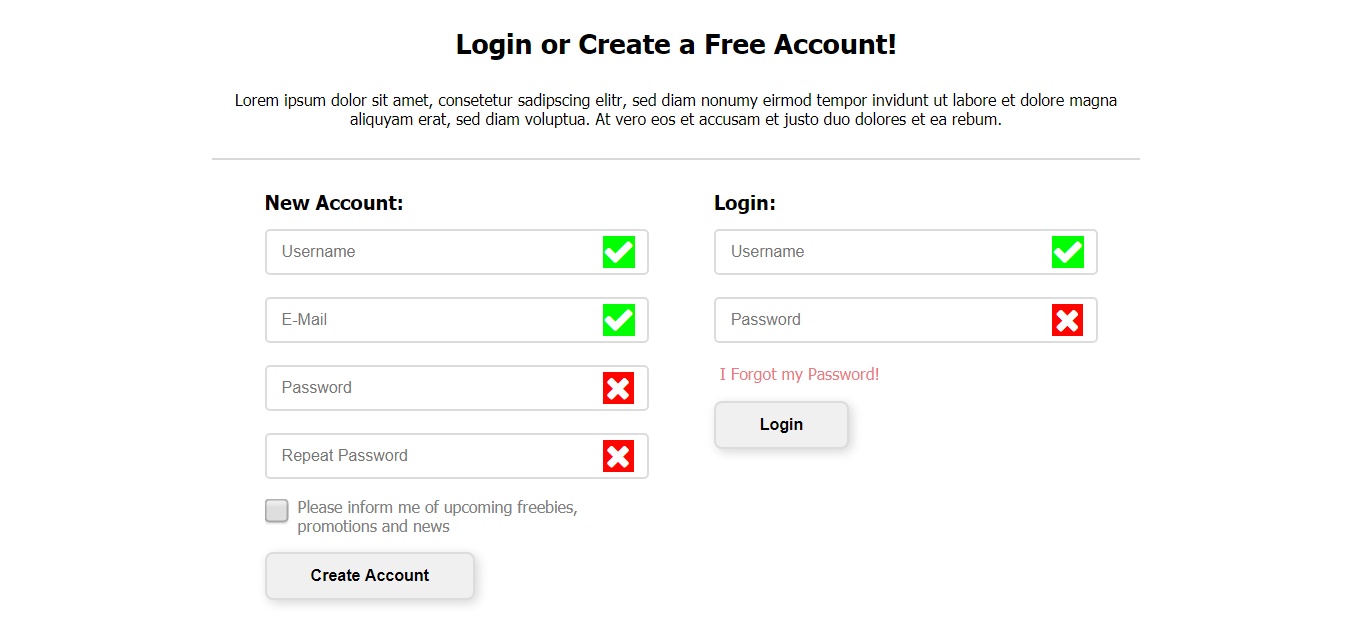 Login or Create a Free Account!
Lorem ipsum dolor sit amet, consetetur sadipscing elitr, sed diam nonumy eirmod tempor invidunt ut labore et dolore magna
aliquyam erat, sed diam voluptua. At vero eos et accusam et justo duo dolores et ea rebum.
New Account:
Username
E-Mail
Password
Repeat Password
Please inform me of upcoming freebies,
promotions and news
Create Account
Login:
Username
Password
I Forgot my Password!
Login